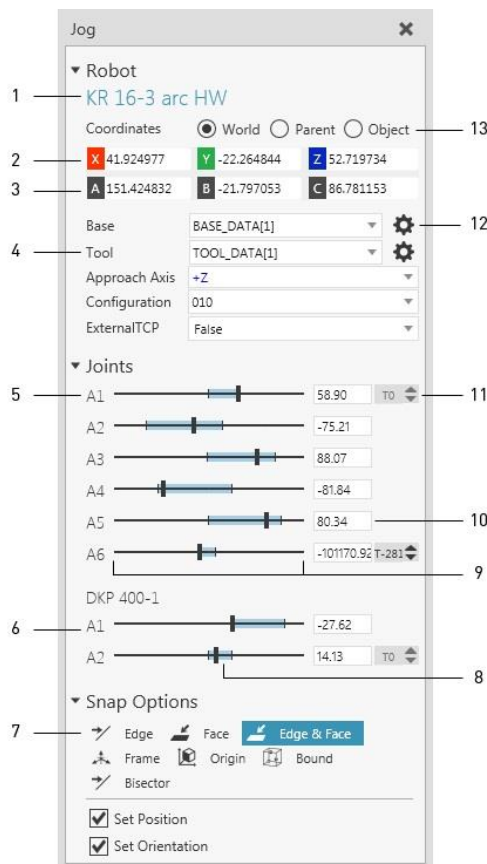 Jog
Robot
1 KR 16-3 arc HW
Coordinates World Parent Object 13
2 X 41.924977 Y -22.264844 Z 52.719734
3 A 151.424832 B -21.797053 C 86.781153
Base BASE_DATA[1] 12
4 Tool TOOL_DATA[1]
Approach Axis +Z
Configuration 010
ExternalTCP False
Joints
5 A1 58.90 T0 11
A2 -75.21
A3 88.07
A4 -81.84
A5 80.34 10
A6 -101170.92 T-281
9
DKP 400-1
6 A1 -27.62
A2 14.13 T0
8
Snap Options
7 Edge Face Edge & Face
Frame Origin Bound
Bisector
Set Position
Set Orientation